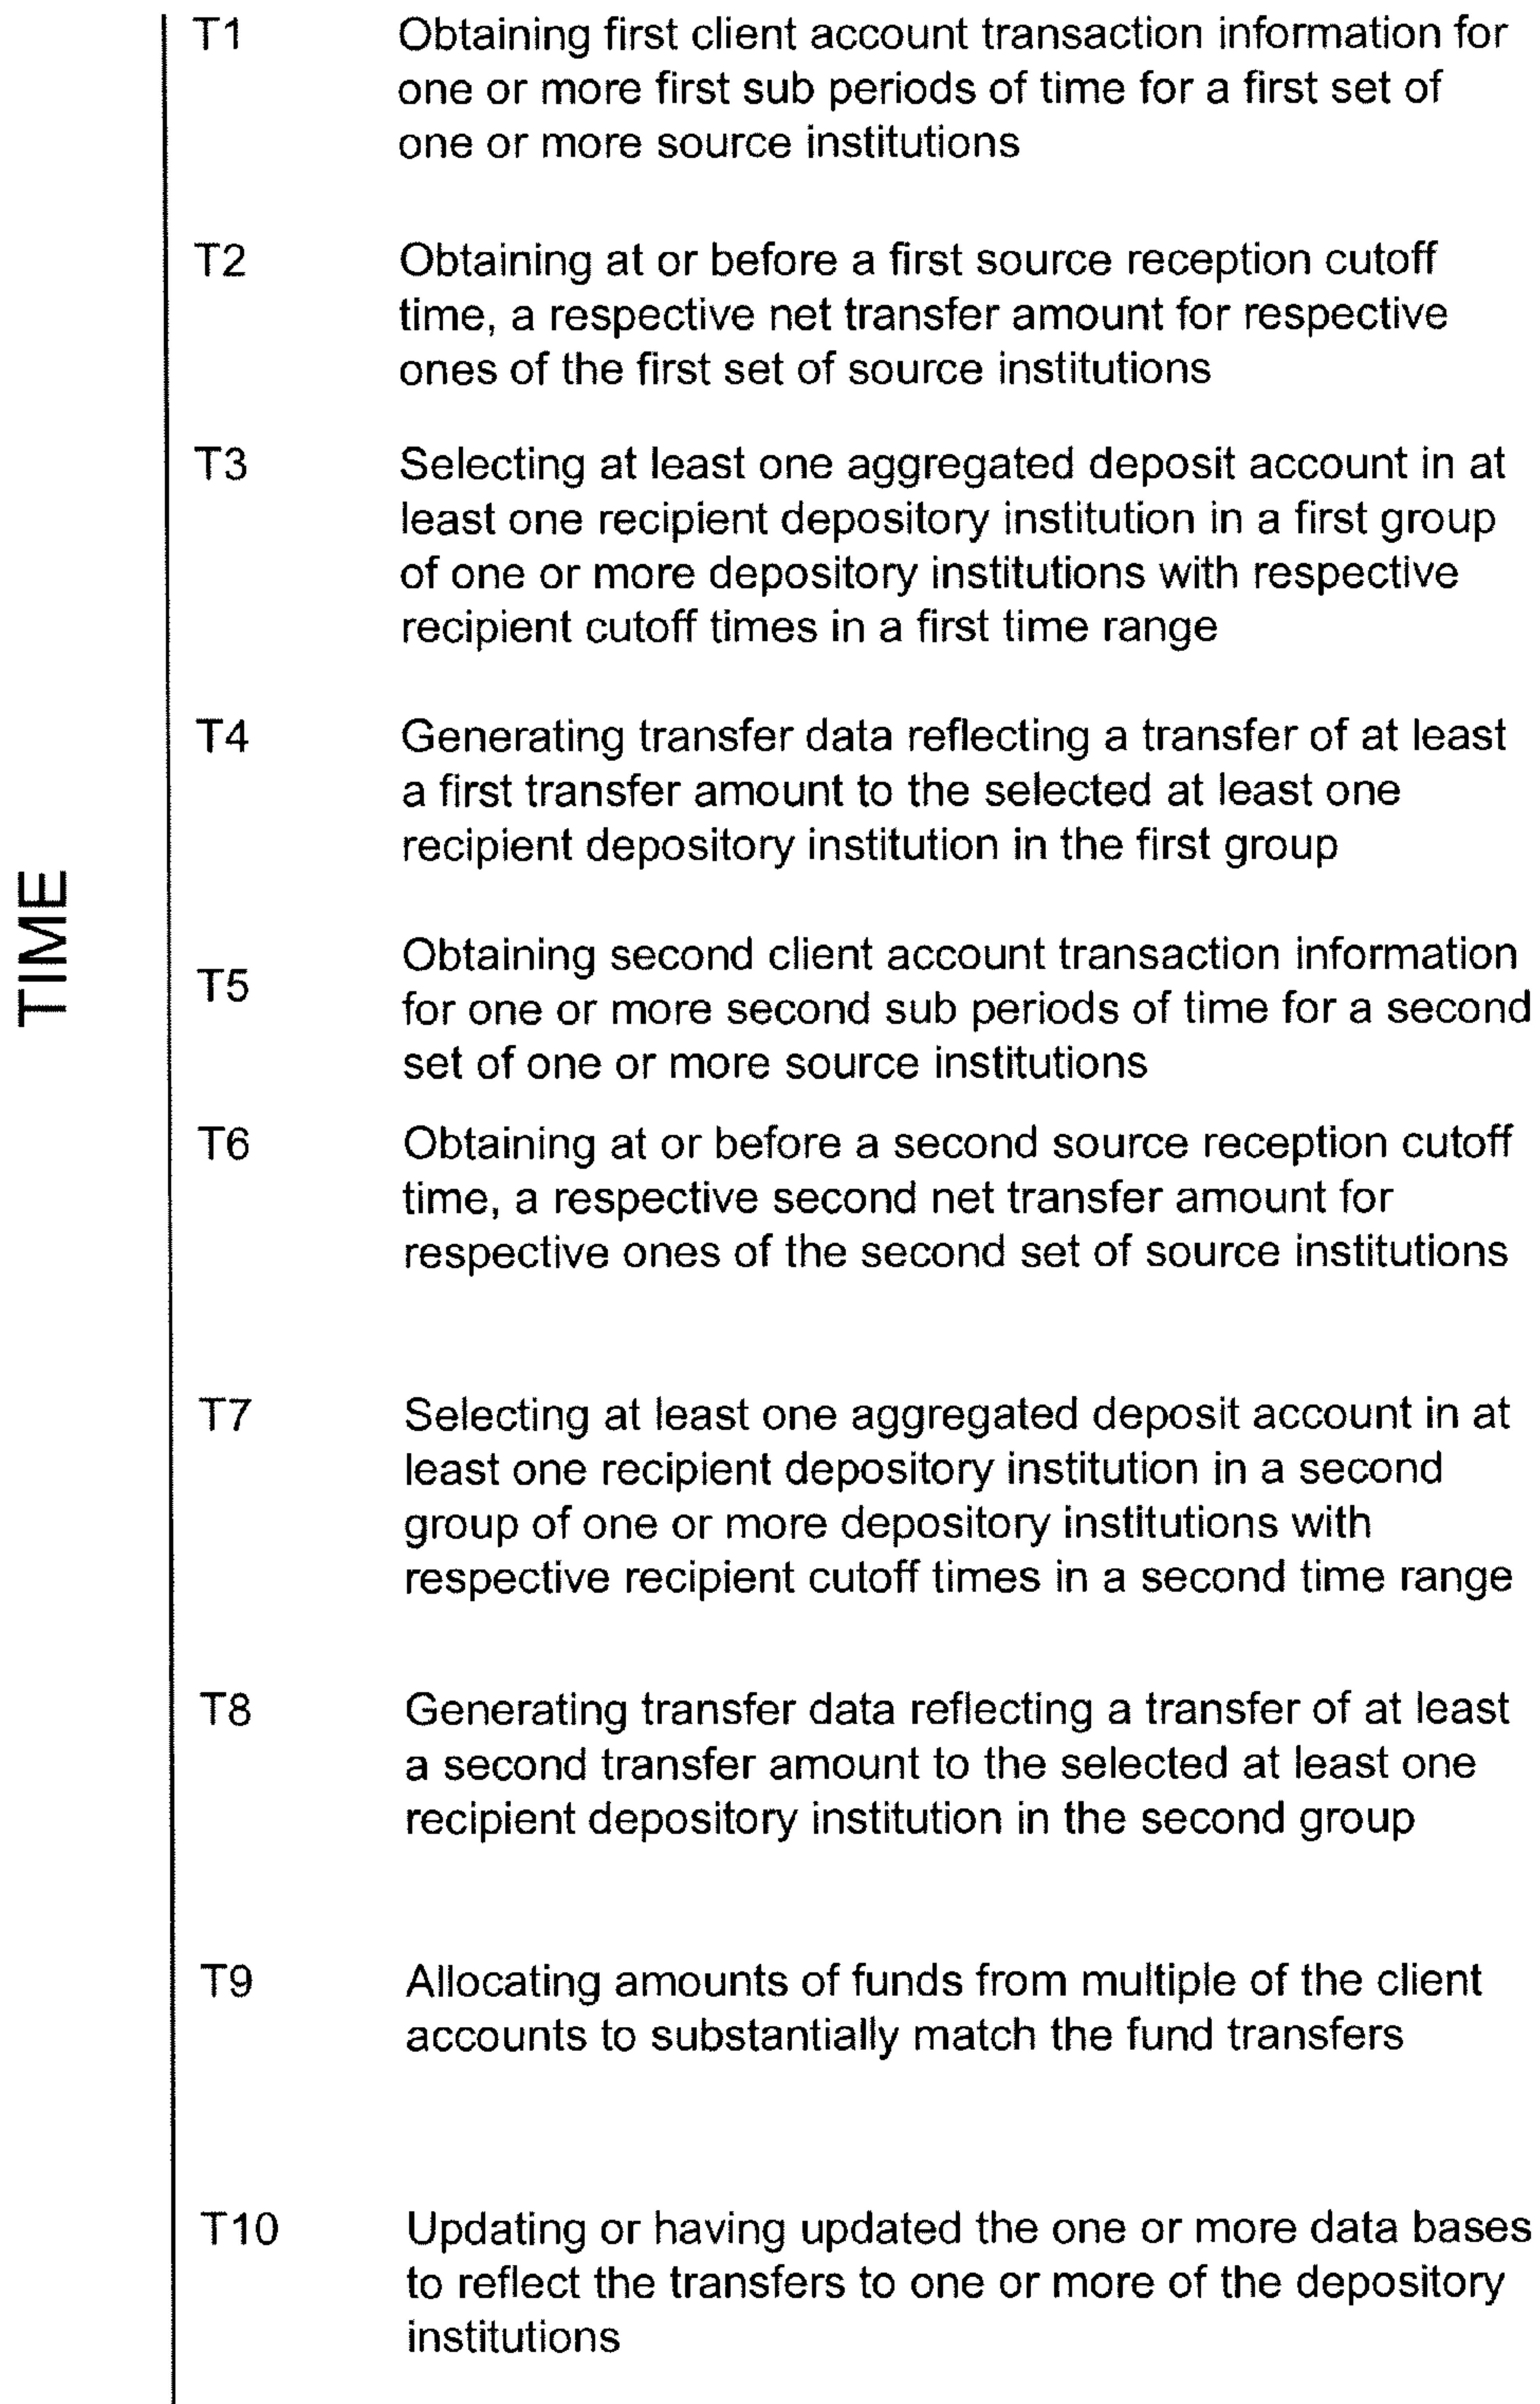 TIME
T1 Obtaining first client account transaction information for
one or more first sub periods of time for a first set of
one or more source institutions
T2 Obtaining at or before a first source reception cutoff
time, a respective net transfer amount for respective
ones of the first set of source institutions
T3 Selecting at least one aggregated deposit account in at
least one recipient depository institution in a first group
of one or more depository institutions with respective
recipient cutoff times in a first time range
T4 Generating transfer data reflecting a transfer of at least
a first transfer amount to the selected at least one
recipient depository institution in the first group
T5 Obtaining second client account transaction information
for one or more second sub periods of time for a second
set of one or more source institutions
T6 Obtaining at or before a second source reception cutoff
time, a respective second net transfer amount for
respective ones of the second set of source institutions
T7 Selecting at least one aggregated deposit account in at
least one recipient depository institution in a second
group of one or more depository institutions with
respective recipient cutoff times in a second time range
T8 Generating transfer data reflecting a transfer of at least
a second transfer amount to the selected at least one
recipient depository institution in the second group
T9 Allocating amounts of funds from multiple of the client
accounts to substantially match the fund transfers
T10 Updating or having updated the one or more data bases
to reflect the transfers to one or more of the depository
institutions